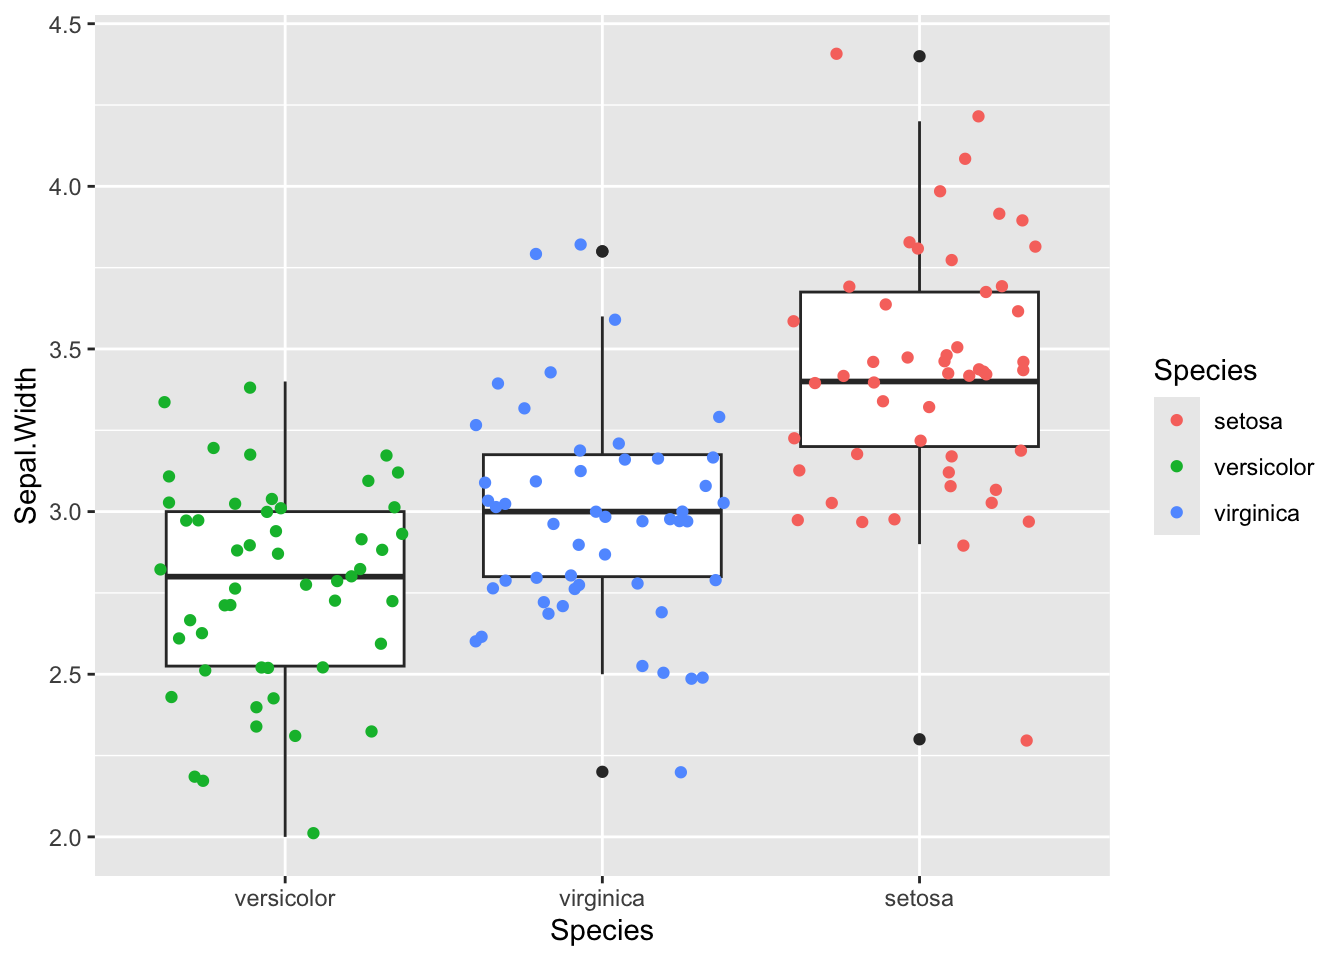 4.5
4.0
3.5
3.0
2.5
2.0
Sepal.Width
versicolor
virginica
setosa
Species
Species
setosa
versicolor
virginica